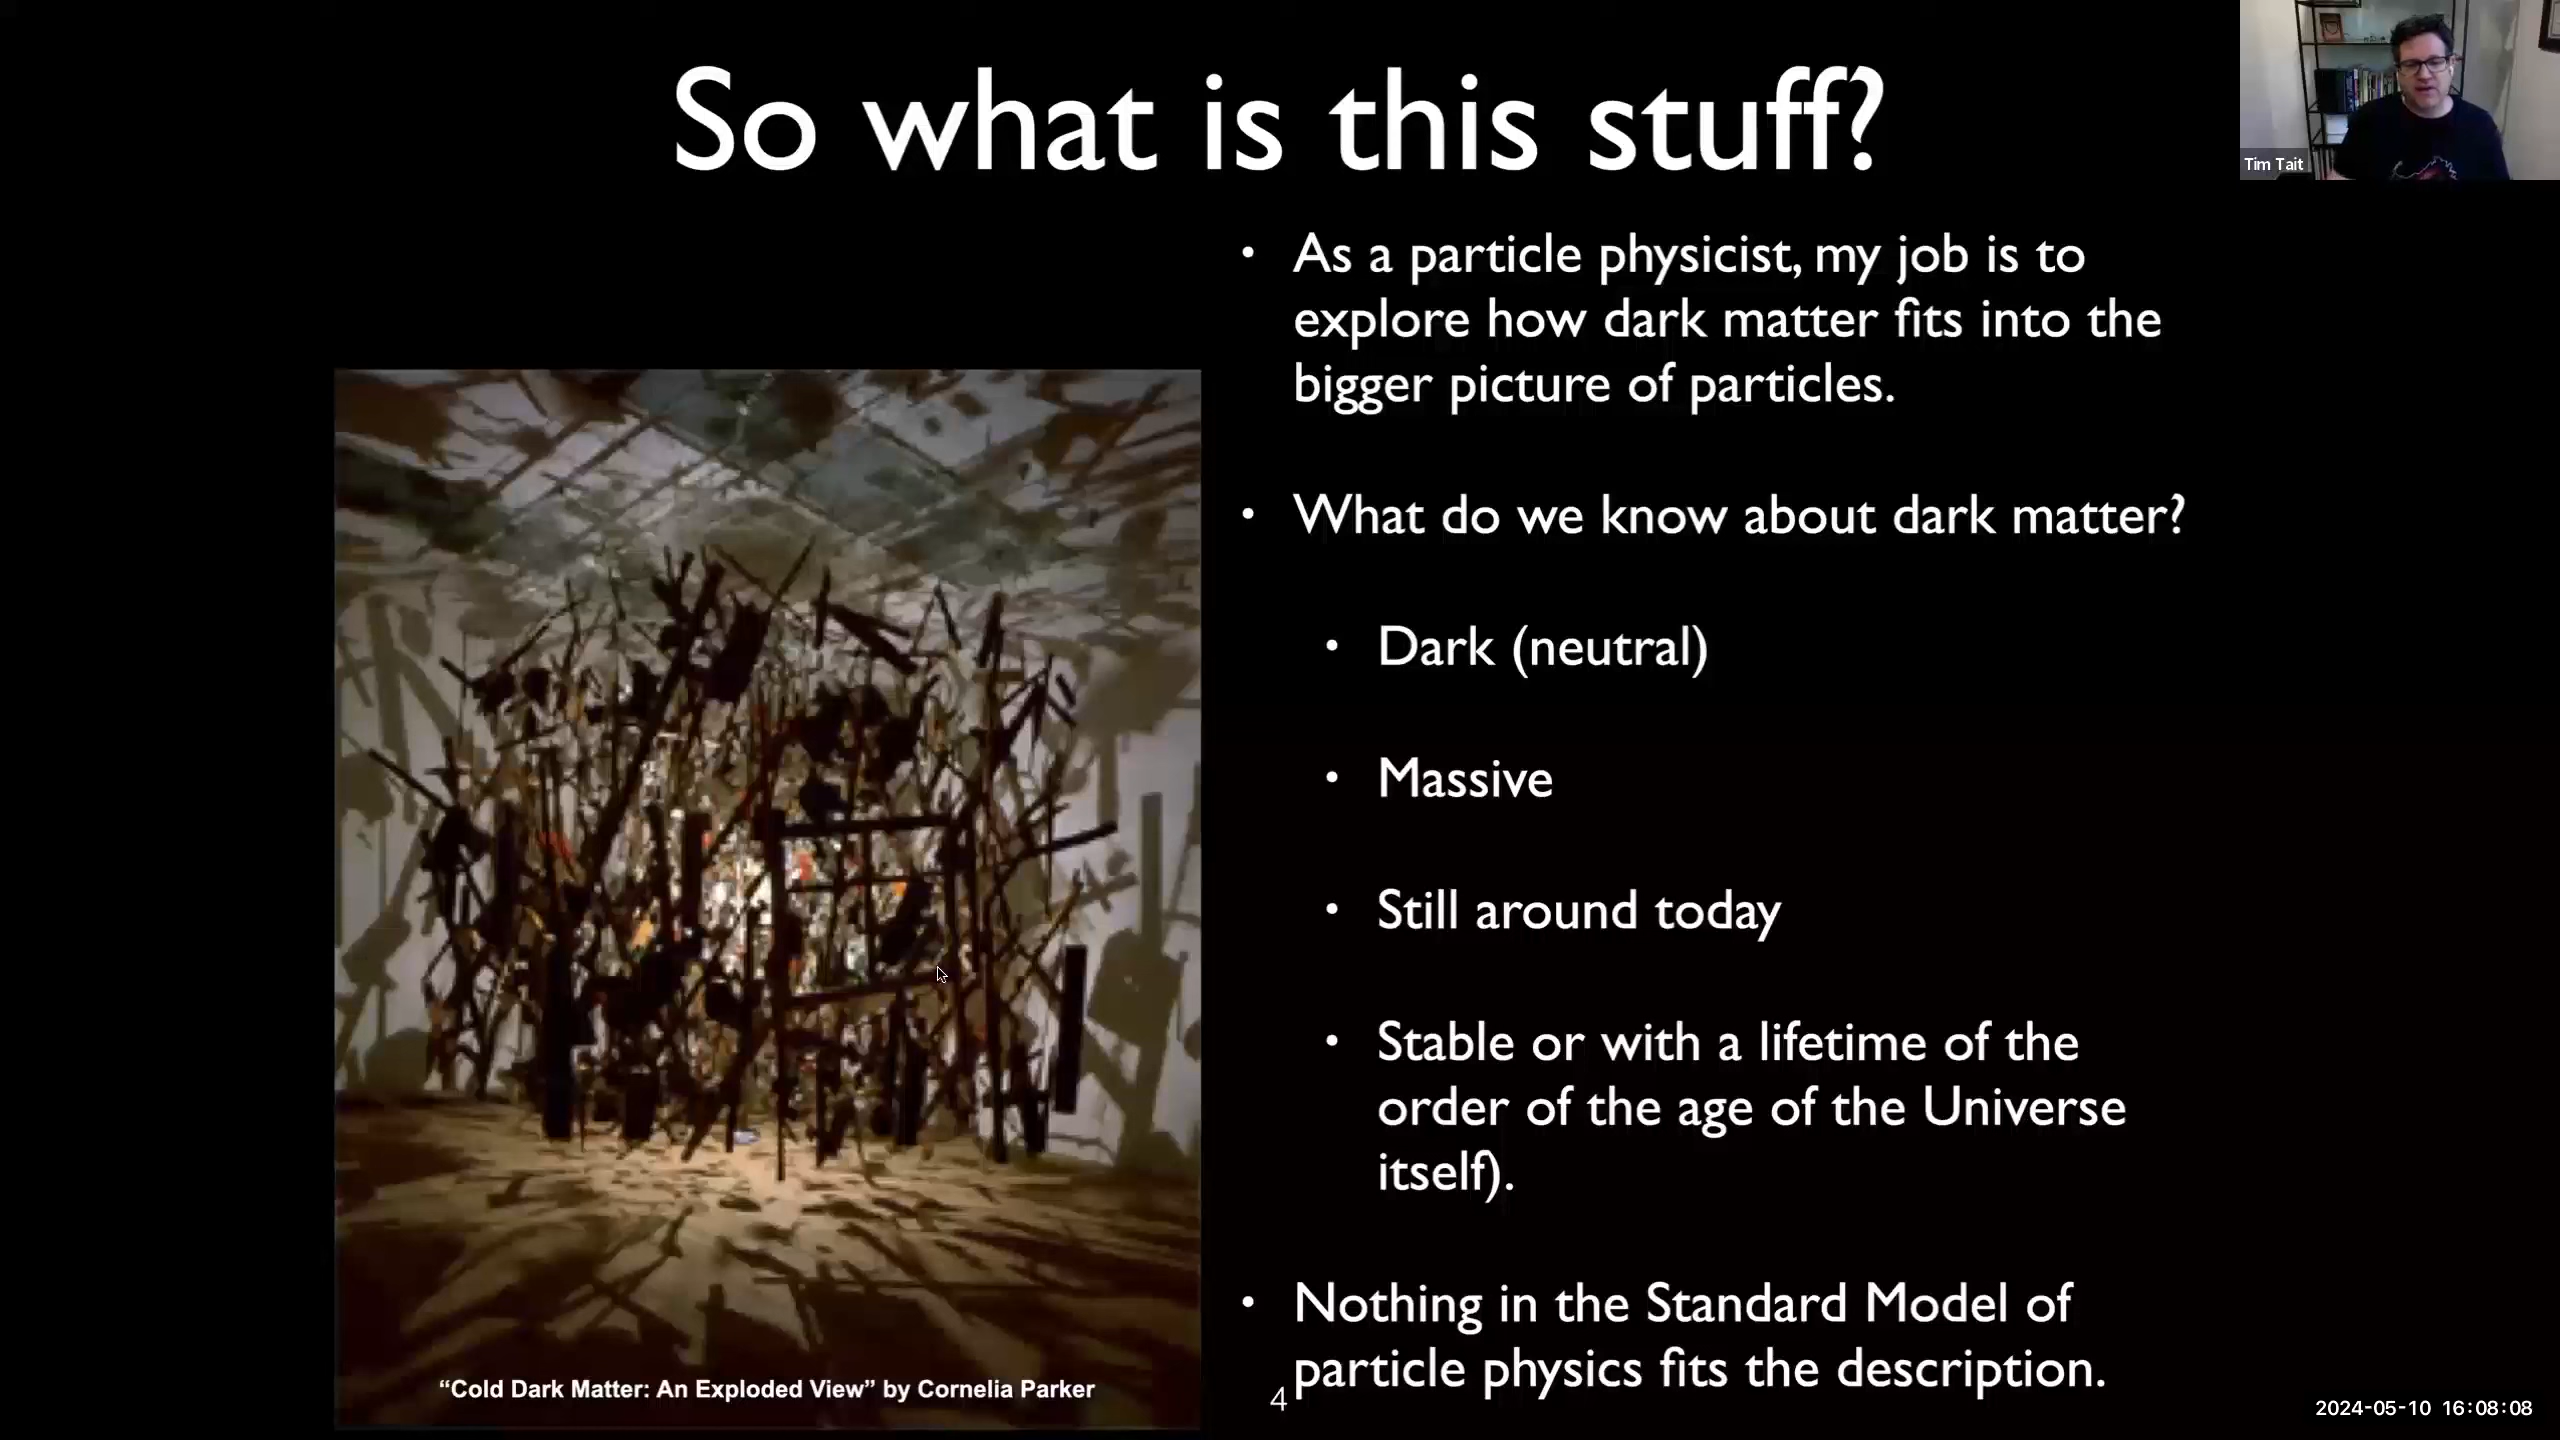 So what is this stuff?
Tim Tait
• As a particle physicist, my job is to
explore how dark matter fits into the
bigger picture of particles.
• What do we know about dark matter?
• Dark (neutral)
• Massive
• Still around today
• Stable or with a lifetime of the
order of the age of the Universe
itself).
• Nothing in the Standard Model of
particle physics fits the description.
“Cold Dark Matter: An Exploded View” by Cornelia Parker
4
2024-05-10 16:08:08